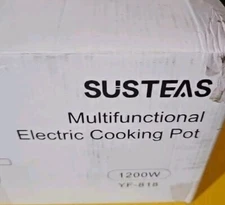 SUSTEAS
Multifunctional
Electric Cooking Pot
1200W
YF-818